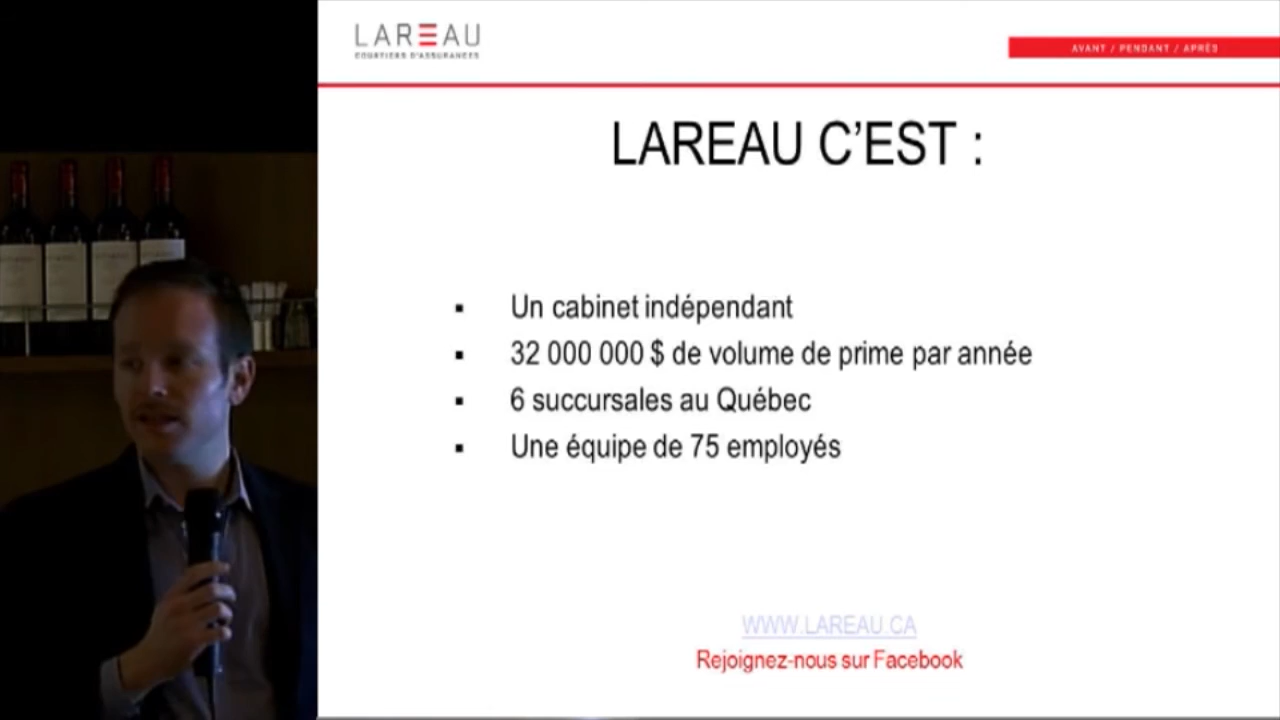 LAREAU
COURTIERS D'ASSURANCES
AVANT / PENDANT / APRÈS
LAREAU C'EST :
▪ Un cabinet indépendant
▪ 32 000 000 $ de volume de prime par année
▪ 6 succursales au Québec
▪ Une équipe de 75 employés
WWW.LAREAU.CA
Rejoignez-nous sur Facebook